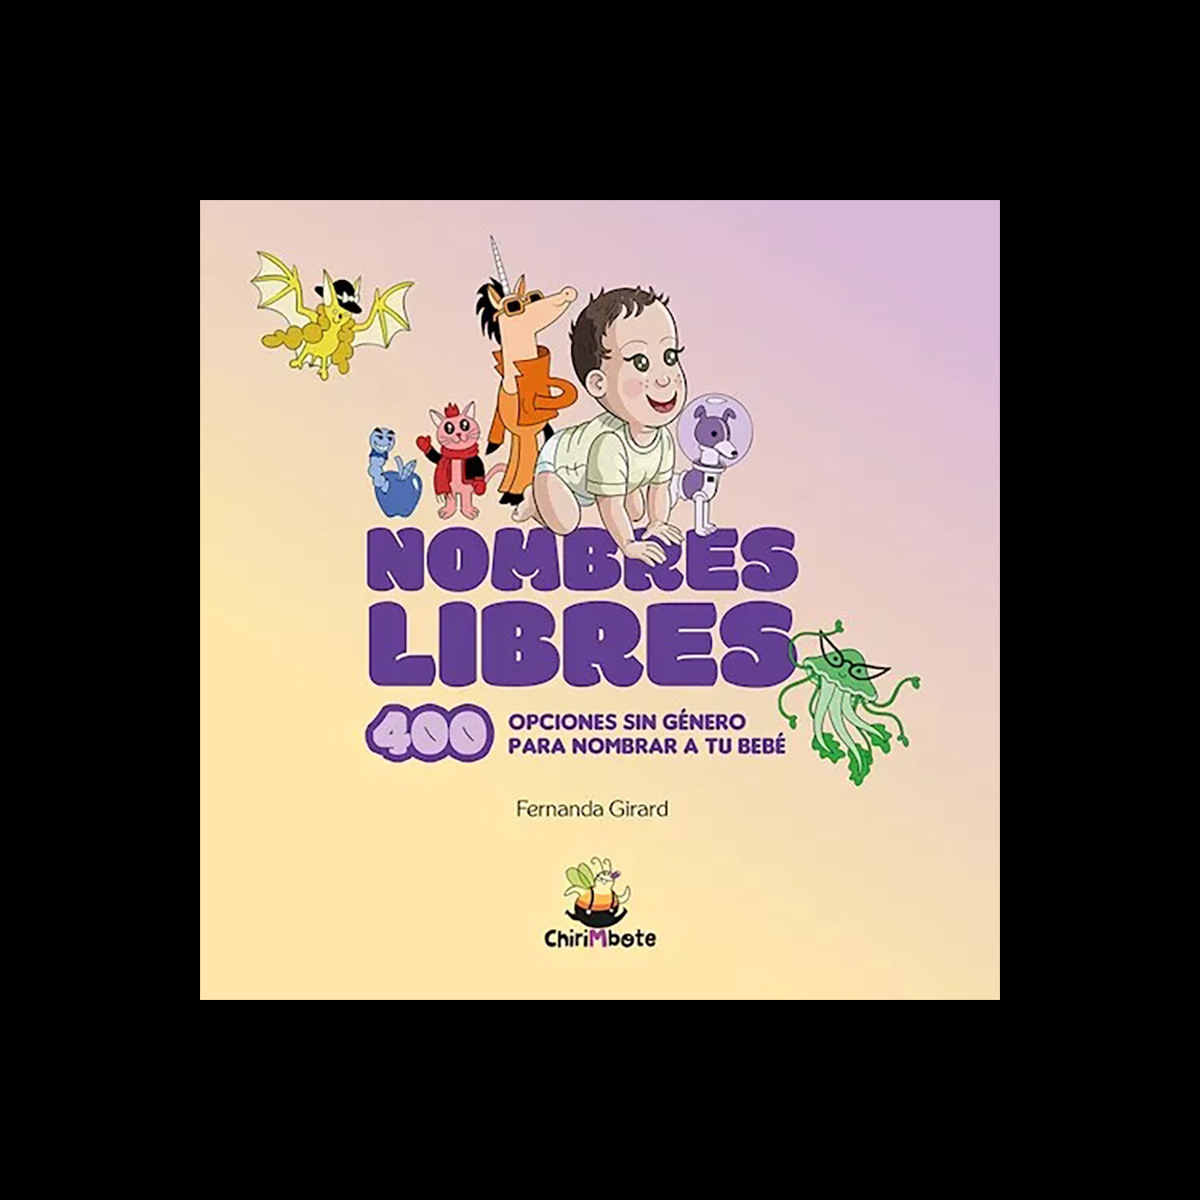 NOMBRES
LIBRES
400 OPCIONES SIN GÉNERO
PARA NOMBRAR A TU BEBÉ
Fernanda Girard
ChiriMbote